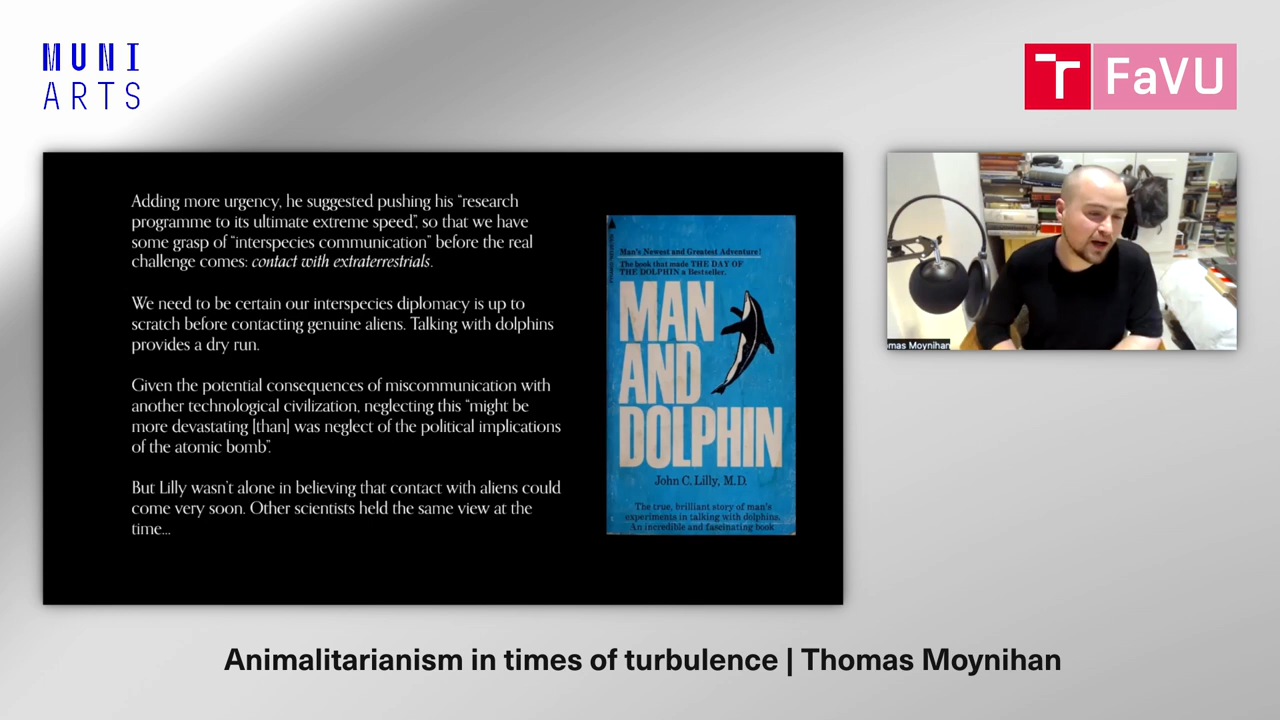 MUNI
ARTS
FaVU
Adding more urgency, he suggested pushing his “research
programme to its ultimate extreme speed”, so that we have
some grasp of “interspecies communication” before the real
challenge comes: contact with extraterrestrials.
We need to be certain our interspecies diplomacy is up to
scratch before contacting genuine aliens. Talking with dolphins
provides a dry run.
Given the potential consequences of miscommunication with
another technological civilization, neglecting this “might be
more devastating [than] was neglect of the political implications
of the atomic bomb”.
But Lilly wasn’t alone in believing that contact with aliens could
come very soon. Other scientists held the same view at the
time...
Man's Newest and Greatest Adventure!
The book that made THE DAY OF
THE DOLPHIN a Bestseller.
MAN
AND
DOLPHIN
John C. Lilly, M.D.
The true, brilliant story of man's
experiments in talking with dolphins.
An incredible and fascinating book
omas Moynihan
Animalitarianism in times of turbulence | Thomas Moynihan